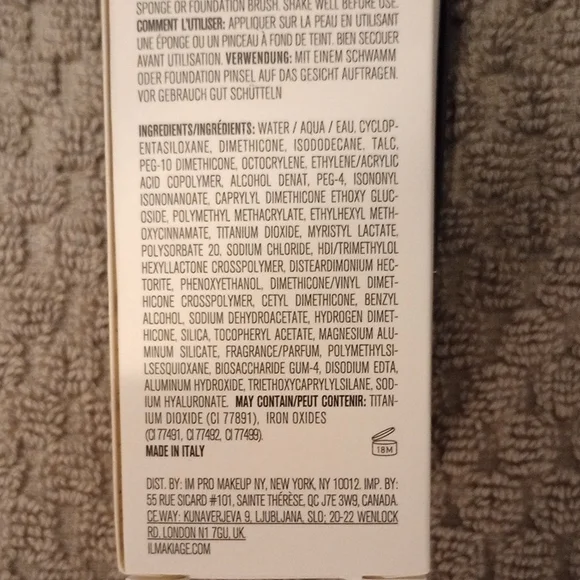 SPONGE OR FOUNDATION BRUSH. SHAKE WELL BEFORE USE.
COMMENT L'UTILISER: APPLIQUER SUR LA PEAU EN UTILISANT
UNE ÉPONGE OU UN PINCEAU À FOND DE TEINT. BIEN SECOUER
AVANT UTILISATION. VERWENDUNG: MIT EINEM SCHWAMM
ODER FOUNDATION PINSEL AUF DAS GESICHT AUFTRAGEN.
VOR GEBRAUCH GUT SCHÜTTELN
INGREDIENTS/INGRÉDIENTS: WATER / AQUA / EAU, CYCLOP-
ENTASILOXANE, DIMETHICONE, ISODODECANE, TALC,
PEG-10 DIMETHICONE, OCTOCRYLENE, ETHYLENE/ACRYLIC
ACID COPOLYMER, ALCOHOL DENAT, PEG-4, ISONONYL
ISONONANOATE, CAPRYLYL DIMETHICONE ETHOXY GLUC-
OSIDE, POLYMETHYL METHACRYLATE, ETHYLHEXYL METH-
OXYCINNAMATE, TITANIUM DIOXIDE, MYRISTYL LACTATE,
POLYSORBATE 20, SODIUM CHLORIDE, HDI/TRIMETHYLOL
HEXYLLACTONE CROSSPOLYMER, DISTEARDIMONIUM HEC-
TORITE, PHENOXYETHANOL, DIMETHICONE/VINYL DIMET-
HICONE CROSSPOLYMER, CETYL DIMETHICONE, BENZYL
ALCOHOL, SODIUM DEHYDROACETATE, HYDROGEN DIMET-
HICONE, SILICA, TOCOPHERYL ACETATE, MAGNESIUM ALU-
MINUM SILICATE, FRAGRANCE/PARFUM, POLYMETHYLSI-
LSESQUIOXANE, BIOSACCHARIDE GUM-4, DISODIUM EDTA,
ALUMINUM HYDROXIDE, TRIETHOXYCAPRYLYLSILANE, SOD-
IUM HYALURONATE. MAY CONTAIN/PEUT CONTENIR: TITAN-
IUM DIOXIDE (CI 77891), IRON OXIDES
(CI 77491, CI 77492, CI 77499).
MADE IN ITALY
18M
DIST. BY: IM PRO MAKEUP NY, NEW YORK, NY 10012. IMP. BY:
55 RUE SICARD #101, SAINTE THÉRÈSE, QC J7E 3W9, CANADA.
CE.WAY: KUNAVERJEVA 9, LJUBLJANA, SLO; 20-22 WENLOCK
RD, LONDON N1 7GU, UK.
ILMAKIAGE.COM